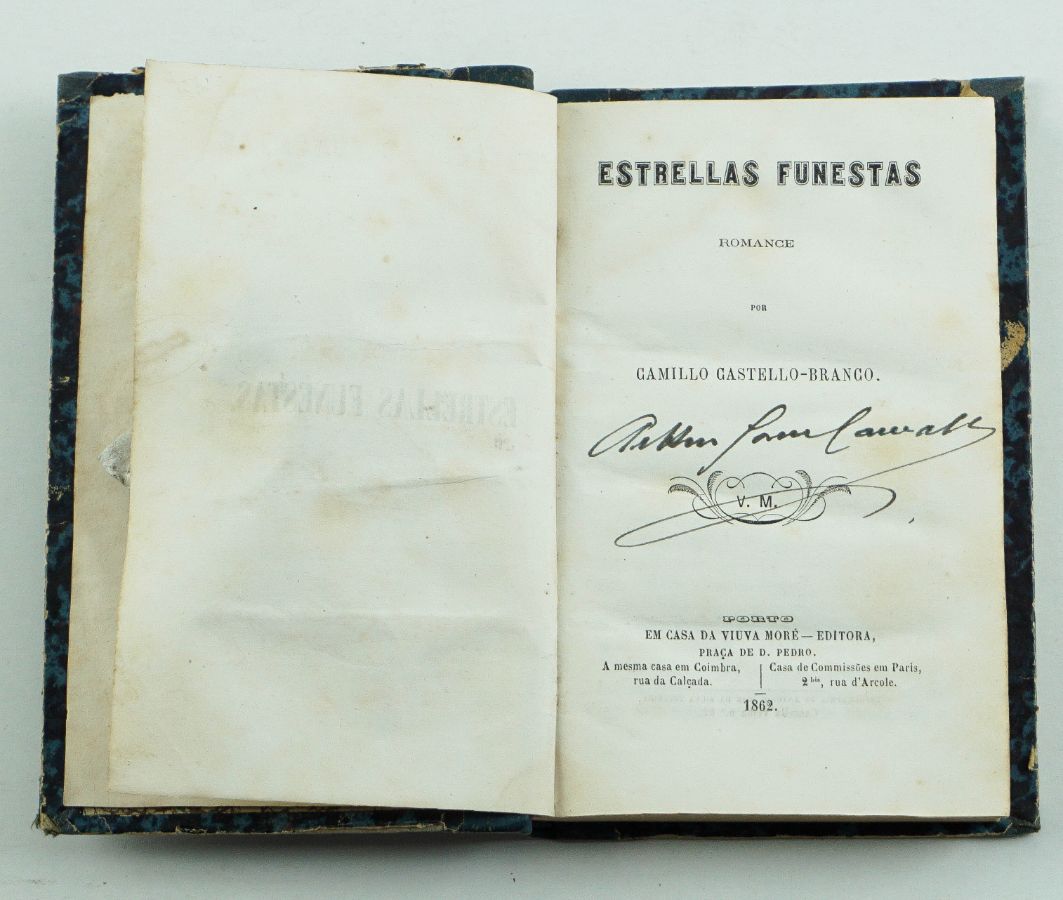 ESTRELLAS FUNESTAS
ROMANCE
POR
CAMILLO CASTELLO-BRANCO.
V. M.
PORTO
EM CASA DA VIUVA MORÉ—EDITORA,
PRAÇA DE D. PEDRO.
A mesma casa em Coimbra,
rua da Calçada.
Casa de Commissões em Paris,
2 bis, rua d'Arcole.
1862.